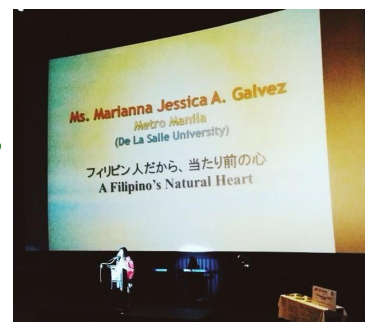 Ms. Marianna Jessica A. Galvez
Metro Manila
(De La Salle University)
フィリピン人だから、当たり前の心
A Filipino's Natural Heart